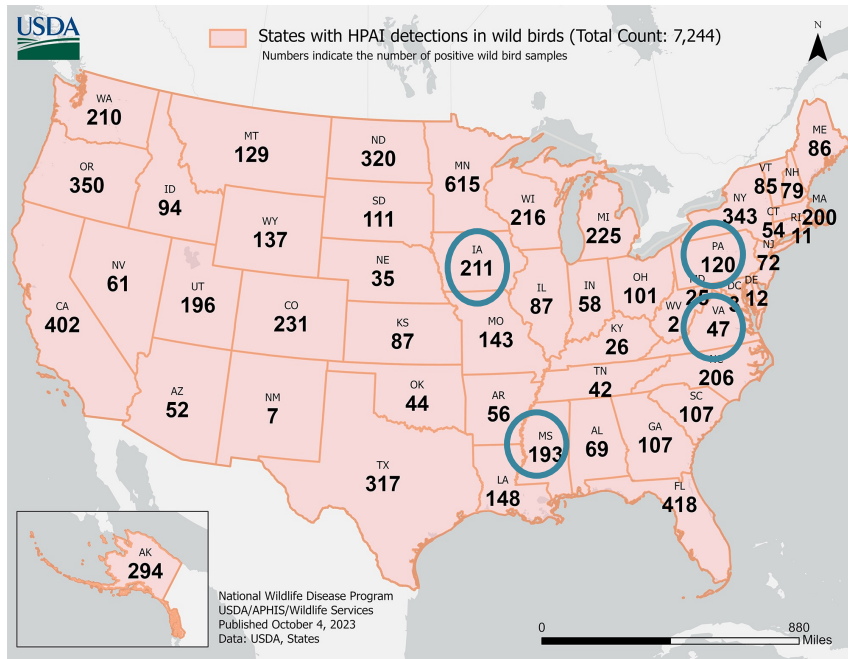 USDA
States with HPAI detections in wild birds (Total Count: 7,244)
Numbers indicate the number of positive wild bird samples
N
WA
210
OR
350
ID
94
MT
129
ND
320
MN
615
SD
111
WY
137
WI
216
MI
225
NY
343
VT
85
NH
79
ME
86
MA
200
CT
54
RI
11
CA
402
NV
61
UT
196
CO
231
NE
35
IA
211
IL
87
IN
58
OH
101
PA
120
NJ
72
MD
25
DC
3
DE
12
WV
2
VA
47
KS
87
MO
143
KY
26
AZ
52
NM
7
OK
44
AR
56
TN
42
NC
206
SC
107
TX
317
LA
148
MS
193
AL
69
GA
107
FL
418
AK
294
National Wildlife Disease Program
USDA/APHIS/Wildlife Services
Published October 4, 2023
Data: USDA, States
0
880
Miles